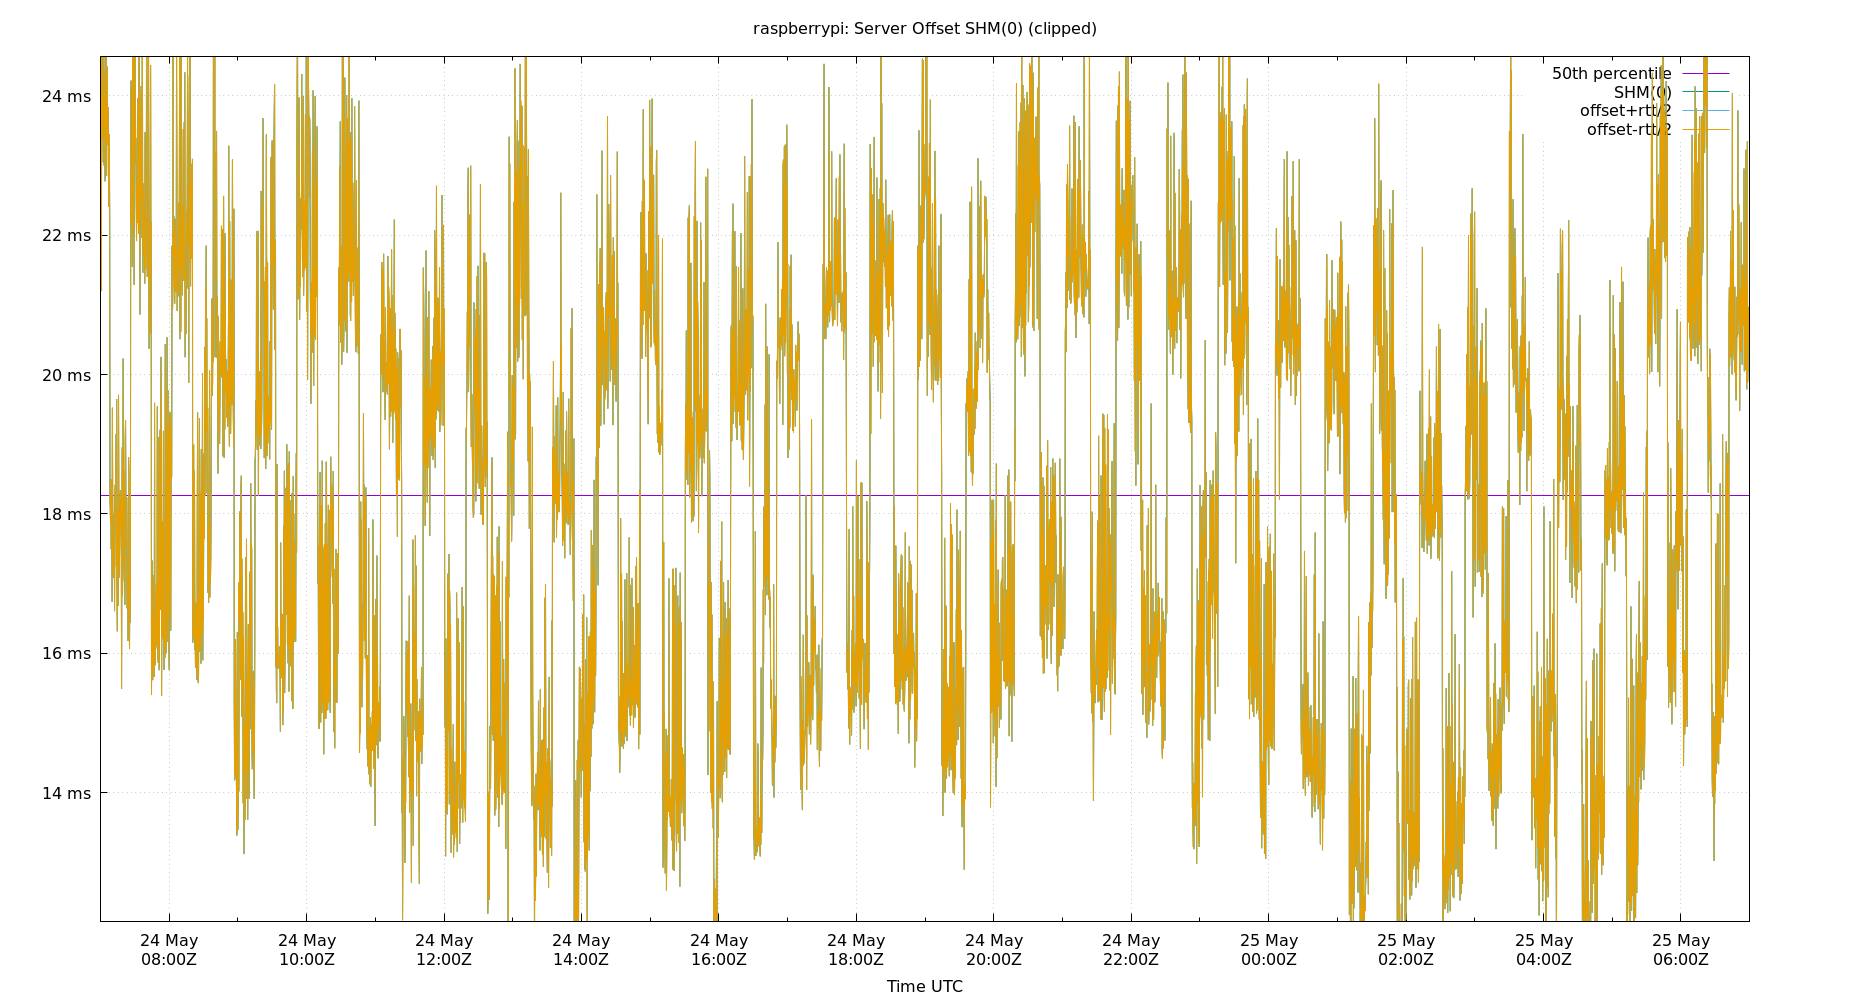 raspberrypi: Server Offset SHM(0) (clipped)
50th percentile
SHM(0)
offset+rtt/2
offset-rtt/2
24 ms
22 ms
20 ms
18 ms
16 ms
14 ms
24 May 24 May 24 May 24 May 24 May 24 May 24 May 24 May 25 May 25 May 25 May 25 May
08:00Z 10:00Z 12:00Z 14:00Z 16:00Z 18:00Z 20:00Z 22:00Z 00:00Z 02:00Z 04:00Z 06:00Z
Time UTC